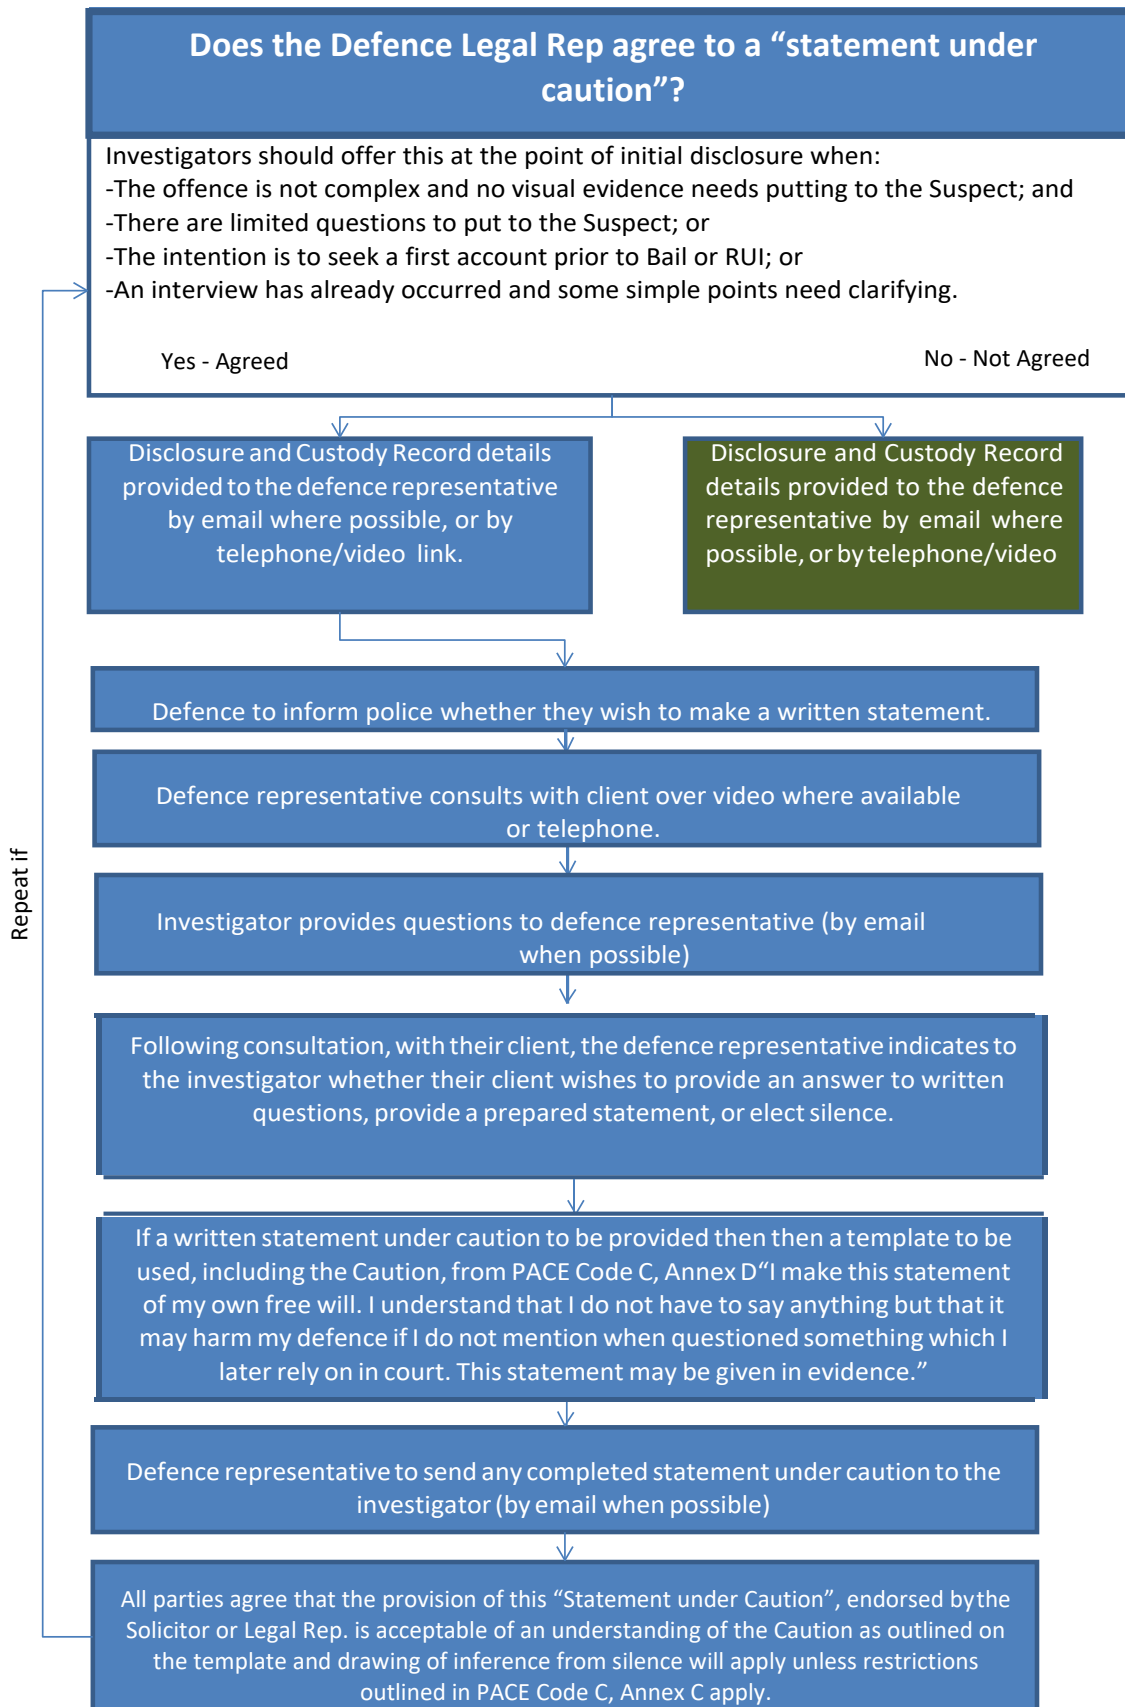 Does the Defence Legal Rep agree to a “statement under
caution”?
Investigators should offer this at the point of initial disclosure when:
-The offence is not complex and no visual evidence needs putting to the Suspect; and
-There are limited questions to put to the Suspect; or
-The intention is to seek a first account prior to Bail or RUI; or
-An interview has already occurred and some simple points need clarifying.
Yes - Agreed
No - Not Agreed
Disclosure and Custody Record details
provided to the defence representative
by email where possible, or by
telephone/video link.
Disclosure and Custody Record
details provided to the defence
representative by email where
possible, or by telephone/video
Defence to inform police whether they wish to make a written statement.
Defence representative consults with client over video where available
or telephone.
Investigator provides questions to defence representative (by email
when possible)
Following consultation, with their client, the defence representative indicates to
the investigator whether their client wishes to provide an answer to written
questions, provide a prepared statement, or elect silence.
If a written statement under caution to be provided then then a template to be
used, including the Caution, from PACE Code C, Annex D“I make this statement
of my own free will. I understand that I do not have to say anything but that it
may harm my defence if I do not mention when questioned something which I
later rely on in court. This statement may be given in evidence.”
Defence representative to send any completed statement under caution to the
investigator (by email when possible)
All parties agree that the provision of this “Statement under Caution”, endorsed by the
Solicitor or Legal Rep. is acceptable of an understanding of the Caution as outlined on
the template and drawing of inference from silence will apply unless restrictions
outlined in PACE Code C, Annex C apply.
Repeat if